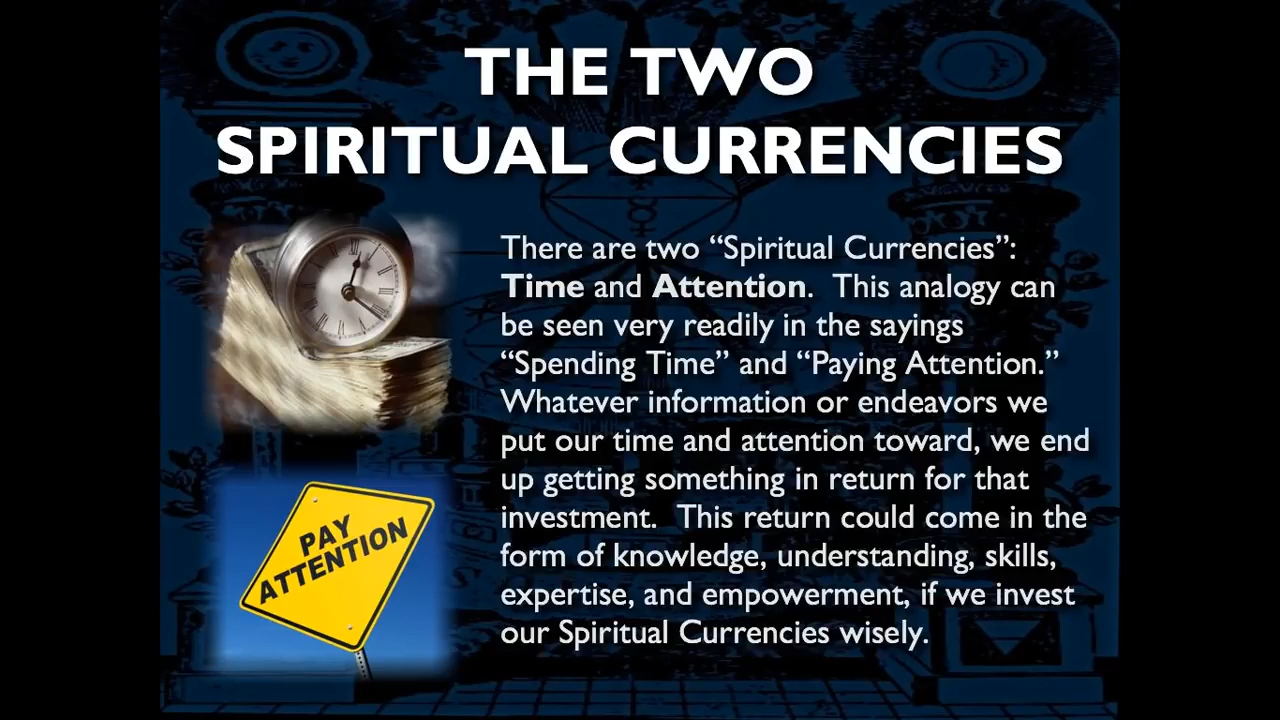 THE TWO
SPIRITUAL CURRENCIES
There are two “Spiritual Currencies”:
Time and Attention.  This analogy can
be seen very readily in the sayings
“Spending Time” and “Paying Attention.”
Whatever information or endeavors we
put our time and attention toward, we end
up getting something in return for that
investment.  This return could come in the
form of knowledge, understanding, skills,
expertise, and empowerment, if we invest
our Spiritual Currencies wisely.
PAY
ATTENTION